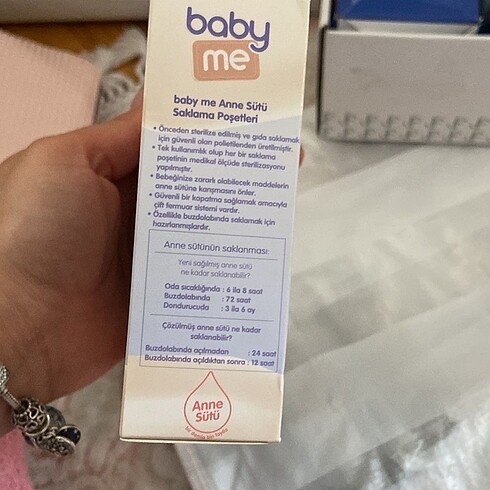 baby
me
baby me Anne Sütü
Saklama Poşetleri
• Önceden sterilize edilmiş ve gıda saklamak
için güvenli olan polietilenden üretilmiştir.
• Tek kullanımlık olup her bir saklama
poşetinin medikal ölçüde sterilizasyonu
yapılmıştır.
• Bebeğinize zararlı olabilecek maddelerin
anne sütüne karışmasını önler.
• Güvenli bir kapatma sağlamak amacıyla
çift fermuar sistemi vardır.
• Özellikle buzdolabında saklamak için
hazırlanmışlardır.
Anne sütünün saklanması:
Yeni sağılmış anne sütü
ne kadar saklanabilir?
Oda sıcaklığında : 6 ila 8 saat
Buzdolabında : 72 saat
Dondurucuda : 3 ila 6 ay
Çözülmüş anne sütü ne kadar
saklanabilir?
Buzdolabında açılmadan : 24 saat
Buzdolabında açıldıktan sonra : 12 saat
Anne
Sütü